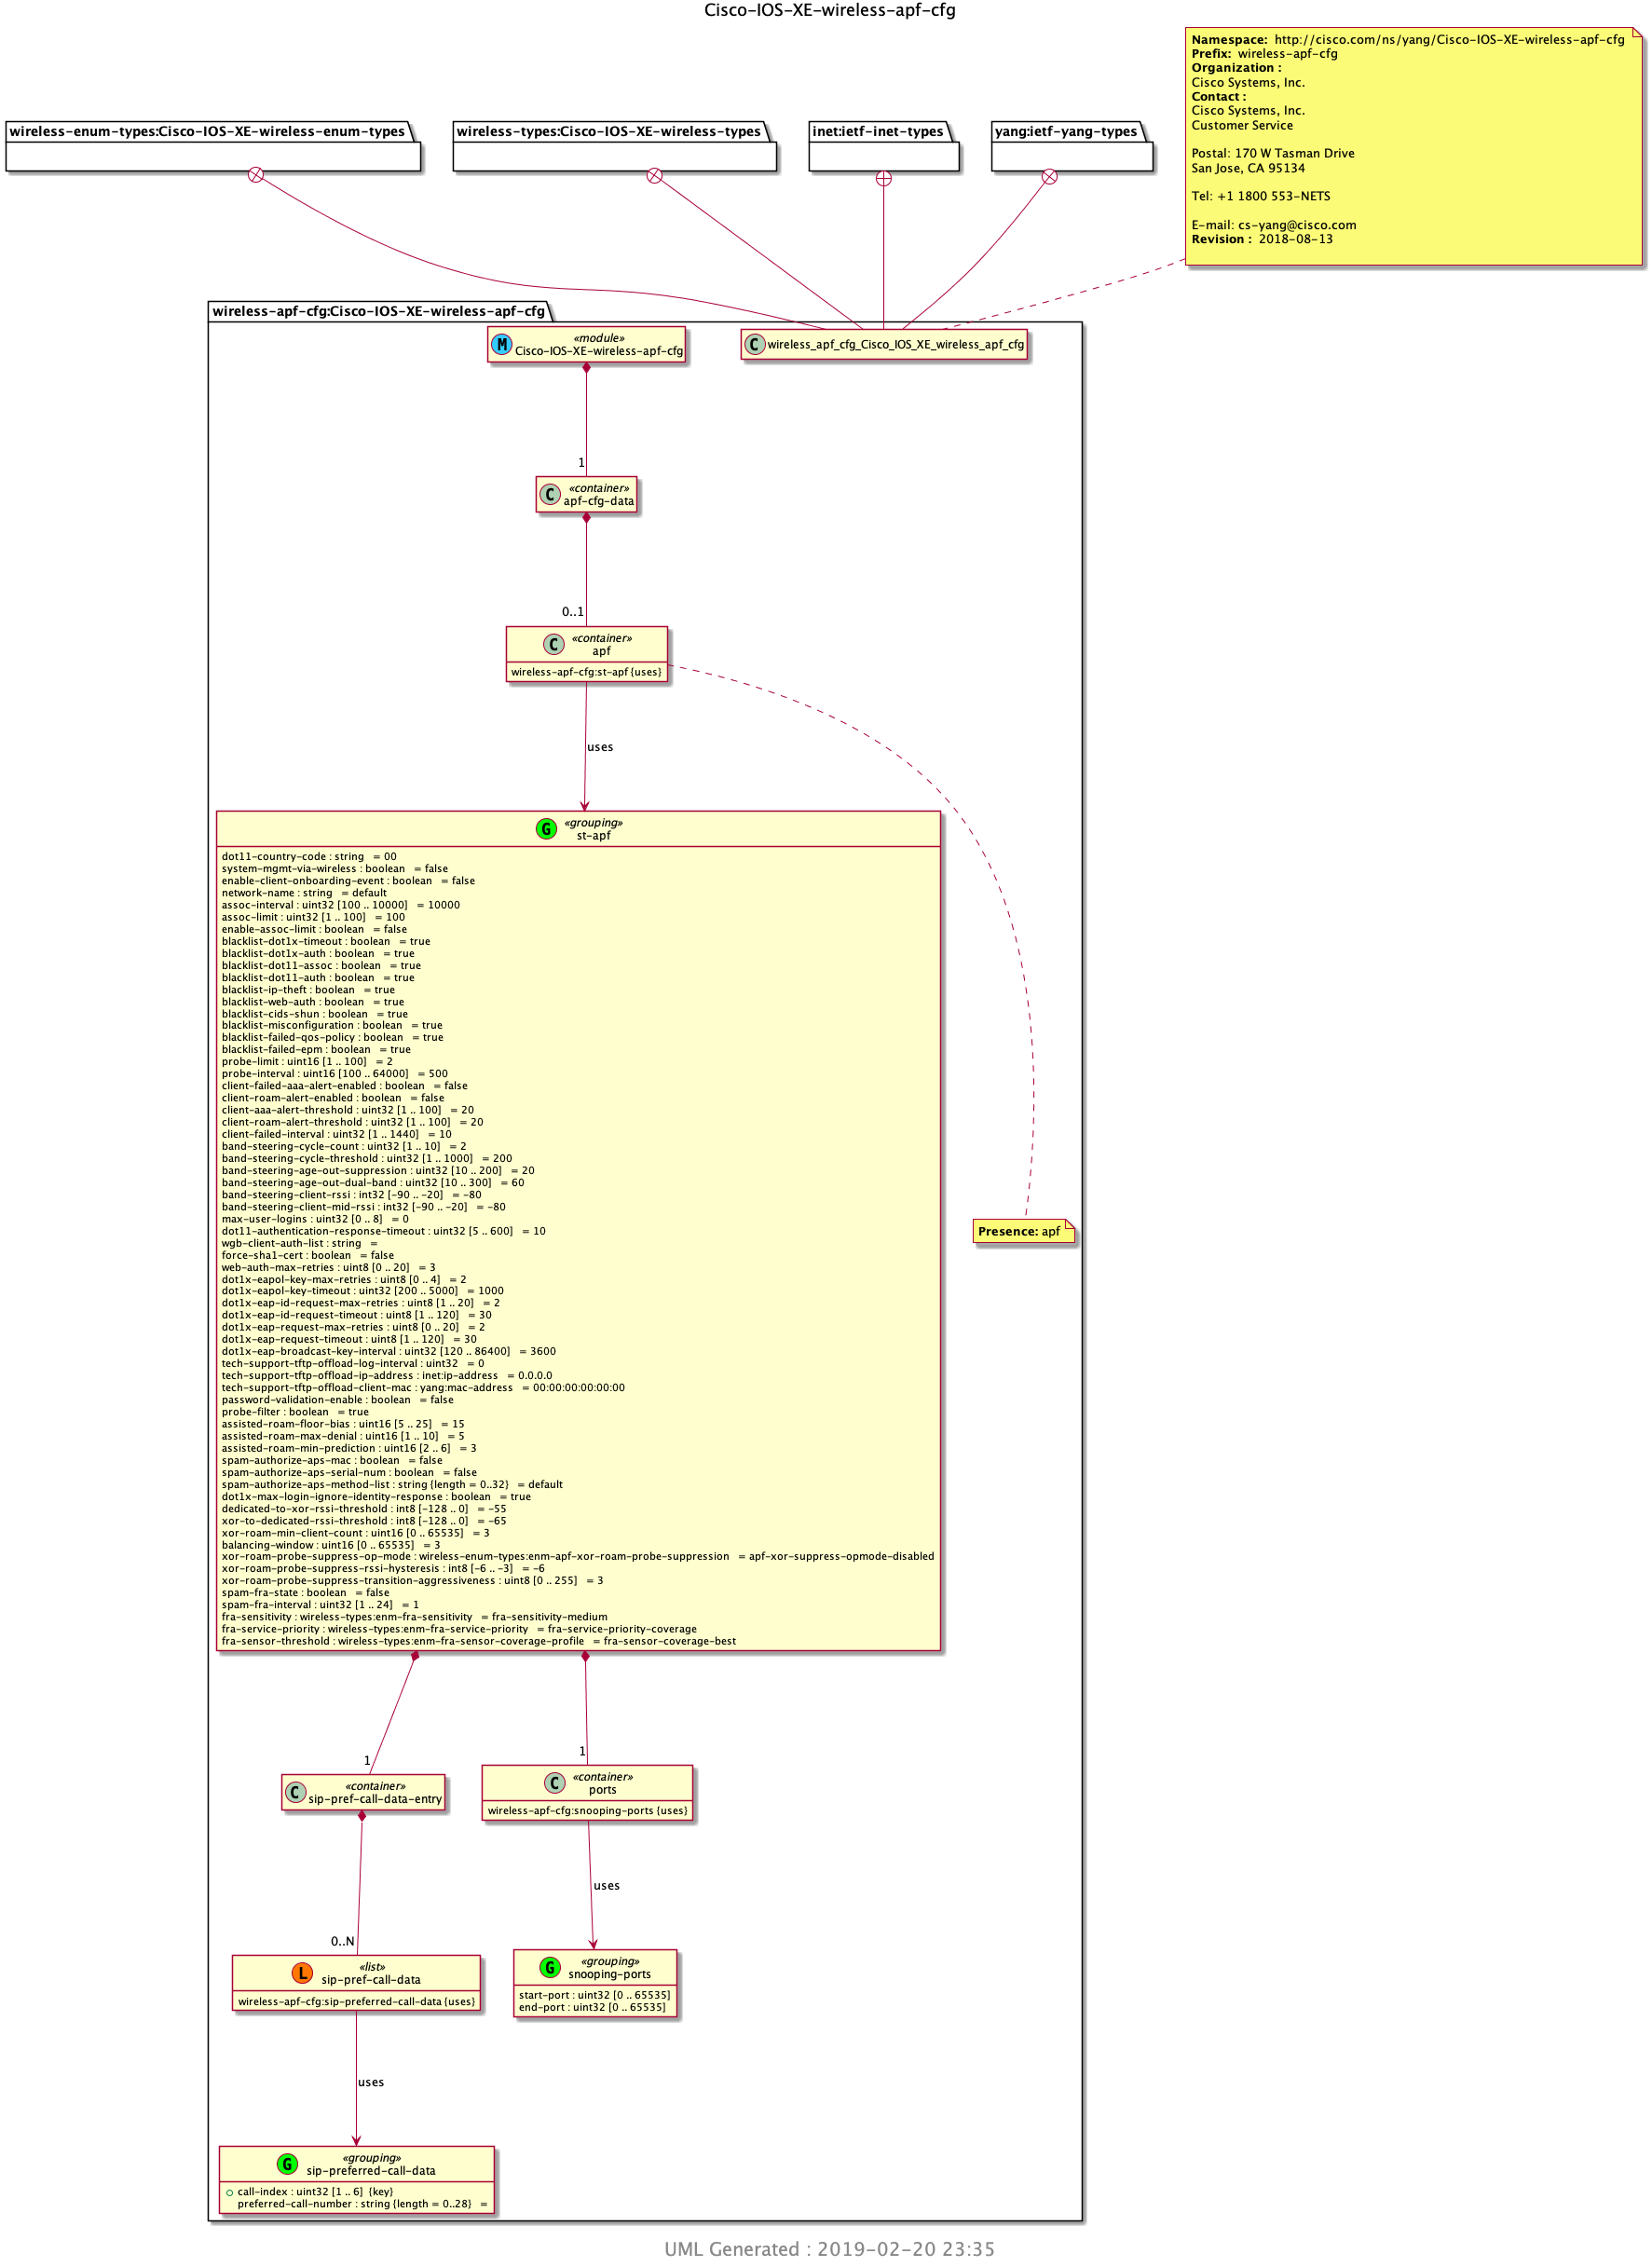 Cisco-IOS-XE-wireless-apf-cfg
Namespace: http://cisco.com/ns/yang/Cisco-IOS-XE-wireless-apf-cfg
Prefix: wireless-apf-cfg
Organization :
Cisco Systems, Inc.
Contact :
Cisco Systems, Inc.
Customer Service
Postal: 170 W Tasman Drive
San Jose, CA 95134
Tel: +1 1800 553-NETS
E-mail: cs-yang@cisco.com
Revision : 2018-08-13
wireless-enum-types:Cisco-IOS-XE-wireless-enum-types
wireless-types:Cisco-IOS-XE-wireless-types
inet:ietf-inet-types
yang:ietf-yang-types
wireless-apf-cfg:Cisco-IOS-XE-wireless-apf-cfg
M
«module»
Cisco-IOS-XE-wireless-apf-cfg
C wireless_apf_cfg_Cisco_IOS_XE_wireless_apf_cfg
1
C
«container»
apf-cfg-data
0..1
C
«container»
apf
wireless-apf-cfg:st-apf {uses}
uses
G
«grouping»
st-apf
dot11-country-code : string = 00
system-mgmt-via-wireless : boolean = false
enable-client-onboarding-event : boolean = false
network-name : string = default
assoc-interval : uint32 [100 .. 10000] = 10000
assoc-limit : uint32 [1 .. 100] = 100
enable-assoc-limit : boolean = false
blacklist-dot1x-timeout : boolean = true
blacklist-dot1x-auth : boolean = true
blacklist-dot11-assoc : boolean = true
blacklist-dot11-auth : boolean = true
blacklist-ip-theft : boolean = true
blacklist-web-auth : boolean = true
blacklist-cids-shun : boolean = true
blacklist-misconfiguration : boolean = true
blacklist-failed-qos-policy : boolean = true
blacklist-failed-epm : boolean = true
probe-limit : uint16 [1 .. 100] = 2
probe-interval : uint16 [100 .. 64000] = 500
client-failed-aaa-alert-enabled : boolean = false
client-roam-alert-enabled : boolean = false
client-aaa-alert-threshold : uint32 [1 .. 100] = 20
client-roam-alert-threshold : uint32 [1 .. 100] = 20
client-failed-interval : uint32 [1 .. 1440] = 10
band-steering-cycle-count : uint32 [1 .. 10] = 2
band-steering-cycle-threshold : uint32 [1 .. 1000] = 200
band-steering-age-out-suppression : uint32 [10 .. 200] = 20
band-steering-age-out-dual-band : uint32 [10 .. 300] = 60
band-steering-client-rssi : int32 [-90 .. -20] = -80
band-steering-client-mid-rssi : int32 [-90 .. -20] = -80
max-user-logins : uint32 [0 .. 8] = 0
dot11-authentication-response-timeout : uint32 [5 .. 600] = 10
wgb-client-auth-list : string =
force-sha1-cert : boolean = false
web-auth-max-retries : uint8 [0 .. 20] = 3
dot1x-eapol-key-max-retries : uint8 [0 .. 4] = 2
dot1x-eapol-key-timeout : uint32 [200 .. 5000] = 1000
dot1x-eap-id-request-max-retries : uint8 [1 .. 20] = 2
dot1x-eap-id-request-timeout : uint8 [1 .. 120] = 30
dot1x-eap-request-max-retries : uint8 [0 .. 20] = 2
dot1x-eap-request-timeout : uint8 [1 .. 120] = 30
dot1x-eap-broadcast-key-interval : uint32 [120 .. 86400] = 3600
tech-support-tftp-offload-log-interval : uint32 = 0
tech-support-tftp-offload-ip-address : inet:ip-address = 0.0.0.0
tech-support-tftp-offload-client-mac : yang:mac-address = 00:00:00:00:00:00
password-validation-enable : boolean = false
probe-filter : boolean = true
assisted-roam-floor-bias : uint16 [5 .. 25] = 15
assisted-roam-max-denial : uint16 [1 .. 10] = 5
assisted-roam-min-prediction : uint16 [2 .. 6] = 3
spam-authorize-aps-mac : boolean = false
spam-authorize-aps-serial-num : boolean = false
spam-authorize-aps-method-list : string {length = 0..32} = default
dot1x-max-login-ignore-identity-response : boolean = true
dedicated-to-xor-rssi-threshold : int8 [-128 .. 0] = -55
xor-to-dedicated-rssi-threshold : int8 [-128 .. 0] = -65
xor-roam-min-client-count : uint16 [0 .. 65535] = 3
balancing-window : uint16 [0 .. 65535] = 3
xor-roam-probe-suppress-op-mode : wireless-enum-types:enm-apf-xor-roam-probe-suppression = apf-xor-suppress-opmode-disabled
xor-roam-probe-suppress-rssi-hysteresis : int8 [-6 .. -3] = -6
xor-roam-probe-suppress-transition-aggressiveness : uint8 [0 .. 255] = 3
spam-fra-state : boolean = false
spam-fra-interval : uint32 [1 .. 24] = 1
fra-sensitivity : wireless-types:enm-fra-sensitivity = fra-sensitivity-medium
fra-service-priority : wireless-types:enm-fra-service-priority = fra-service-priority-coverage
fra-sensor-threshold : wireless-types:enm-fra-sensor-coverage-profile = fra-sensor-coverage-best
Presence: apf
1
1
C
«container»
sip-pref-call-data-entry
C
«container»
ports
wireless-apf-cfg:snooping-ports {uses}
uses
0..N
L
«list»
sip-pref-call-data
wireless-apf-cfg:sip-preferred-call-data {uses}
G
«grouping»
snooping-ports
start-port : uint32 [0 .. 65535]
end-port : uint32 [0 .. 65535]
uses
G
«grouping»
sip-preferred-call-data
call-index : uint32 [1 .. 6] {key}
preferred-call-number : string {length = 0..28} =
UML Generated : 2019-02-20 23:35